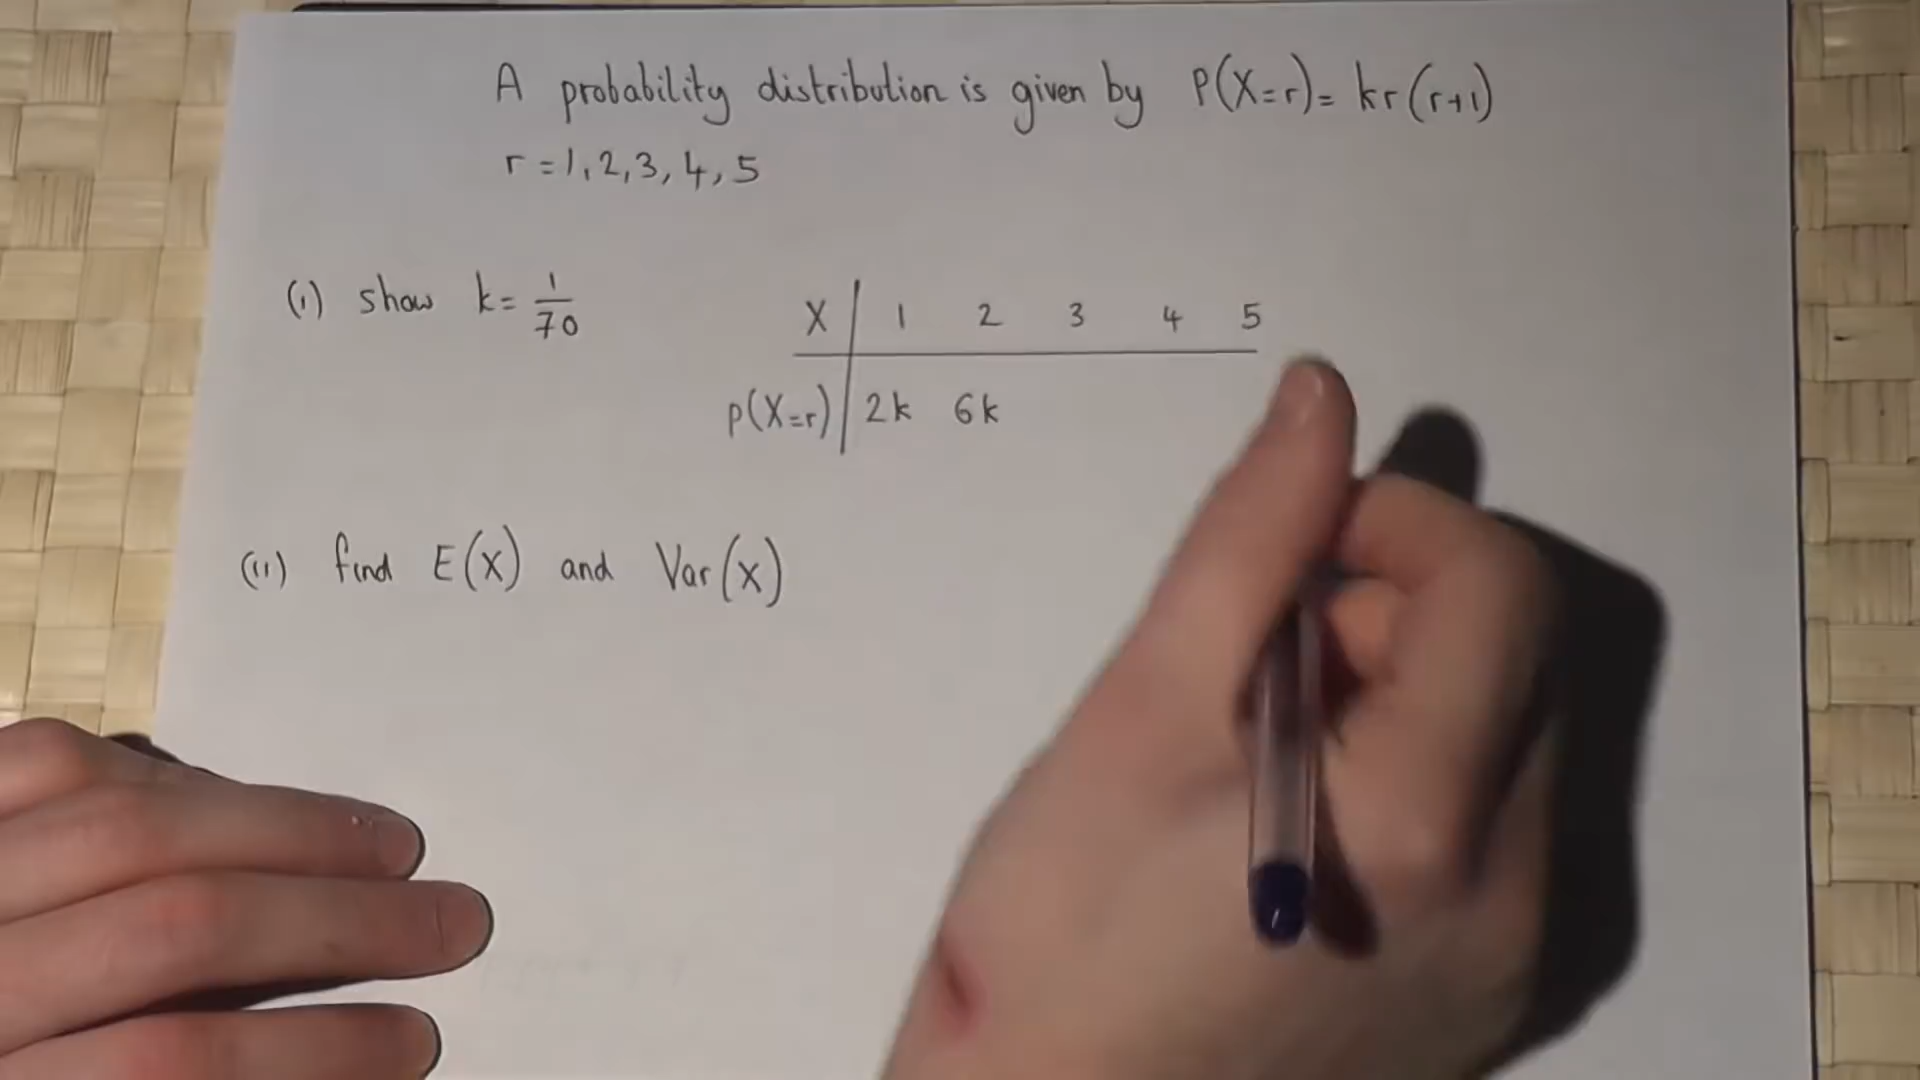 A probability distribution is given by P(X=r)= kr(r+1)
r =1,2,3,4,5
(i) show k= 1/70
X 1 2 3 4 5
P(X=r) 2k 6k
(ii) find E(X) and Var(X)